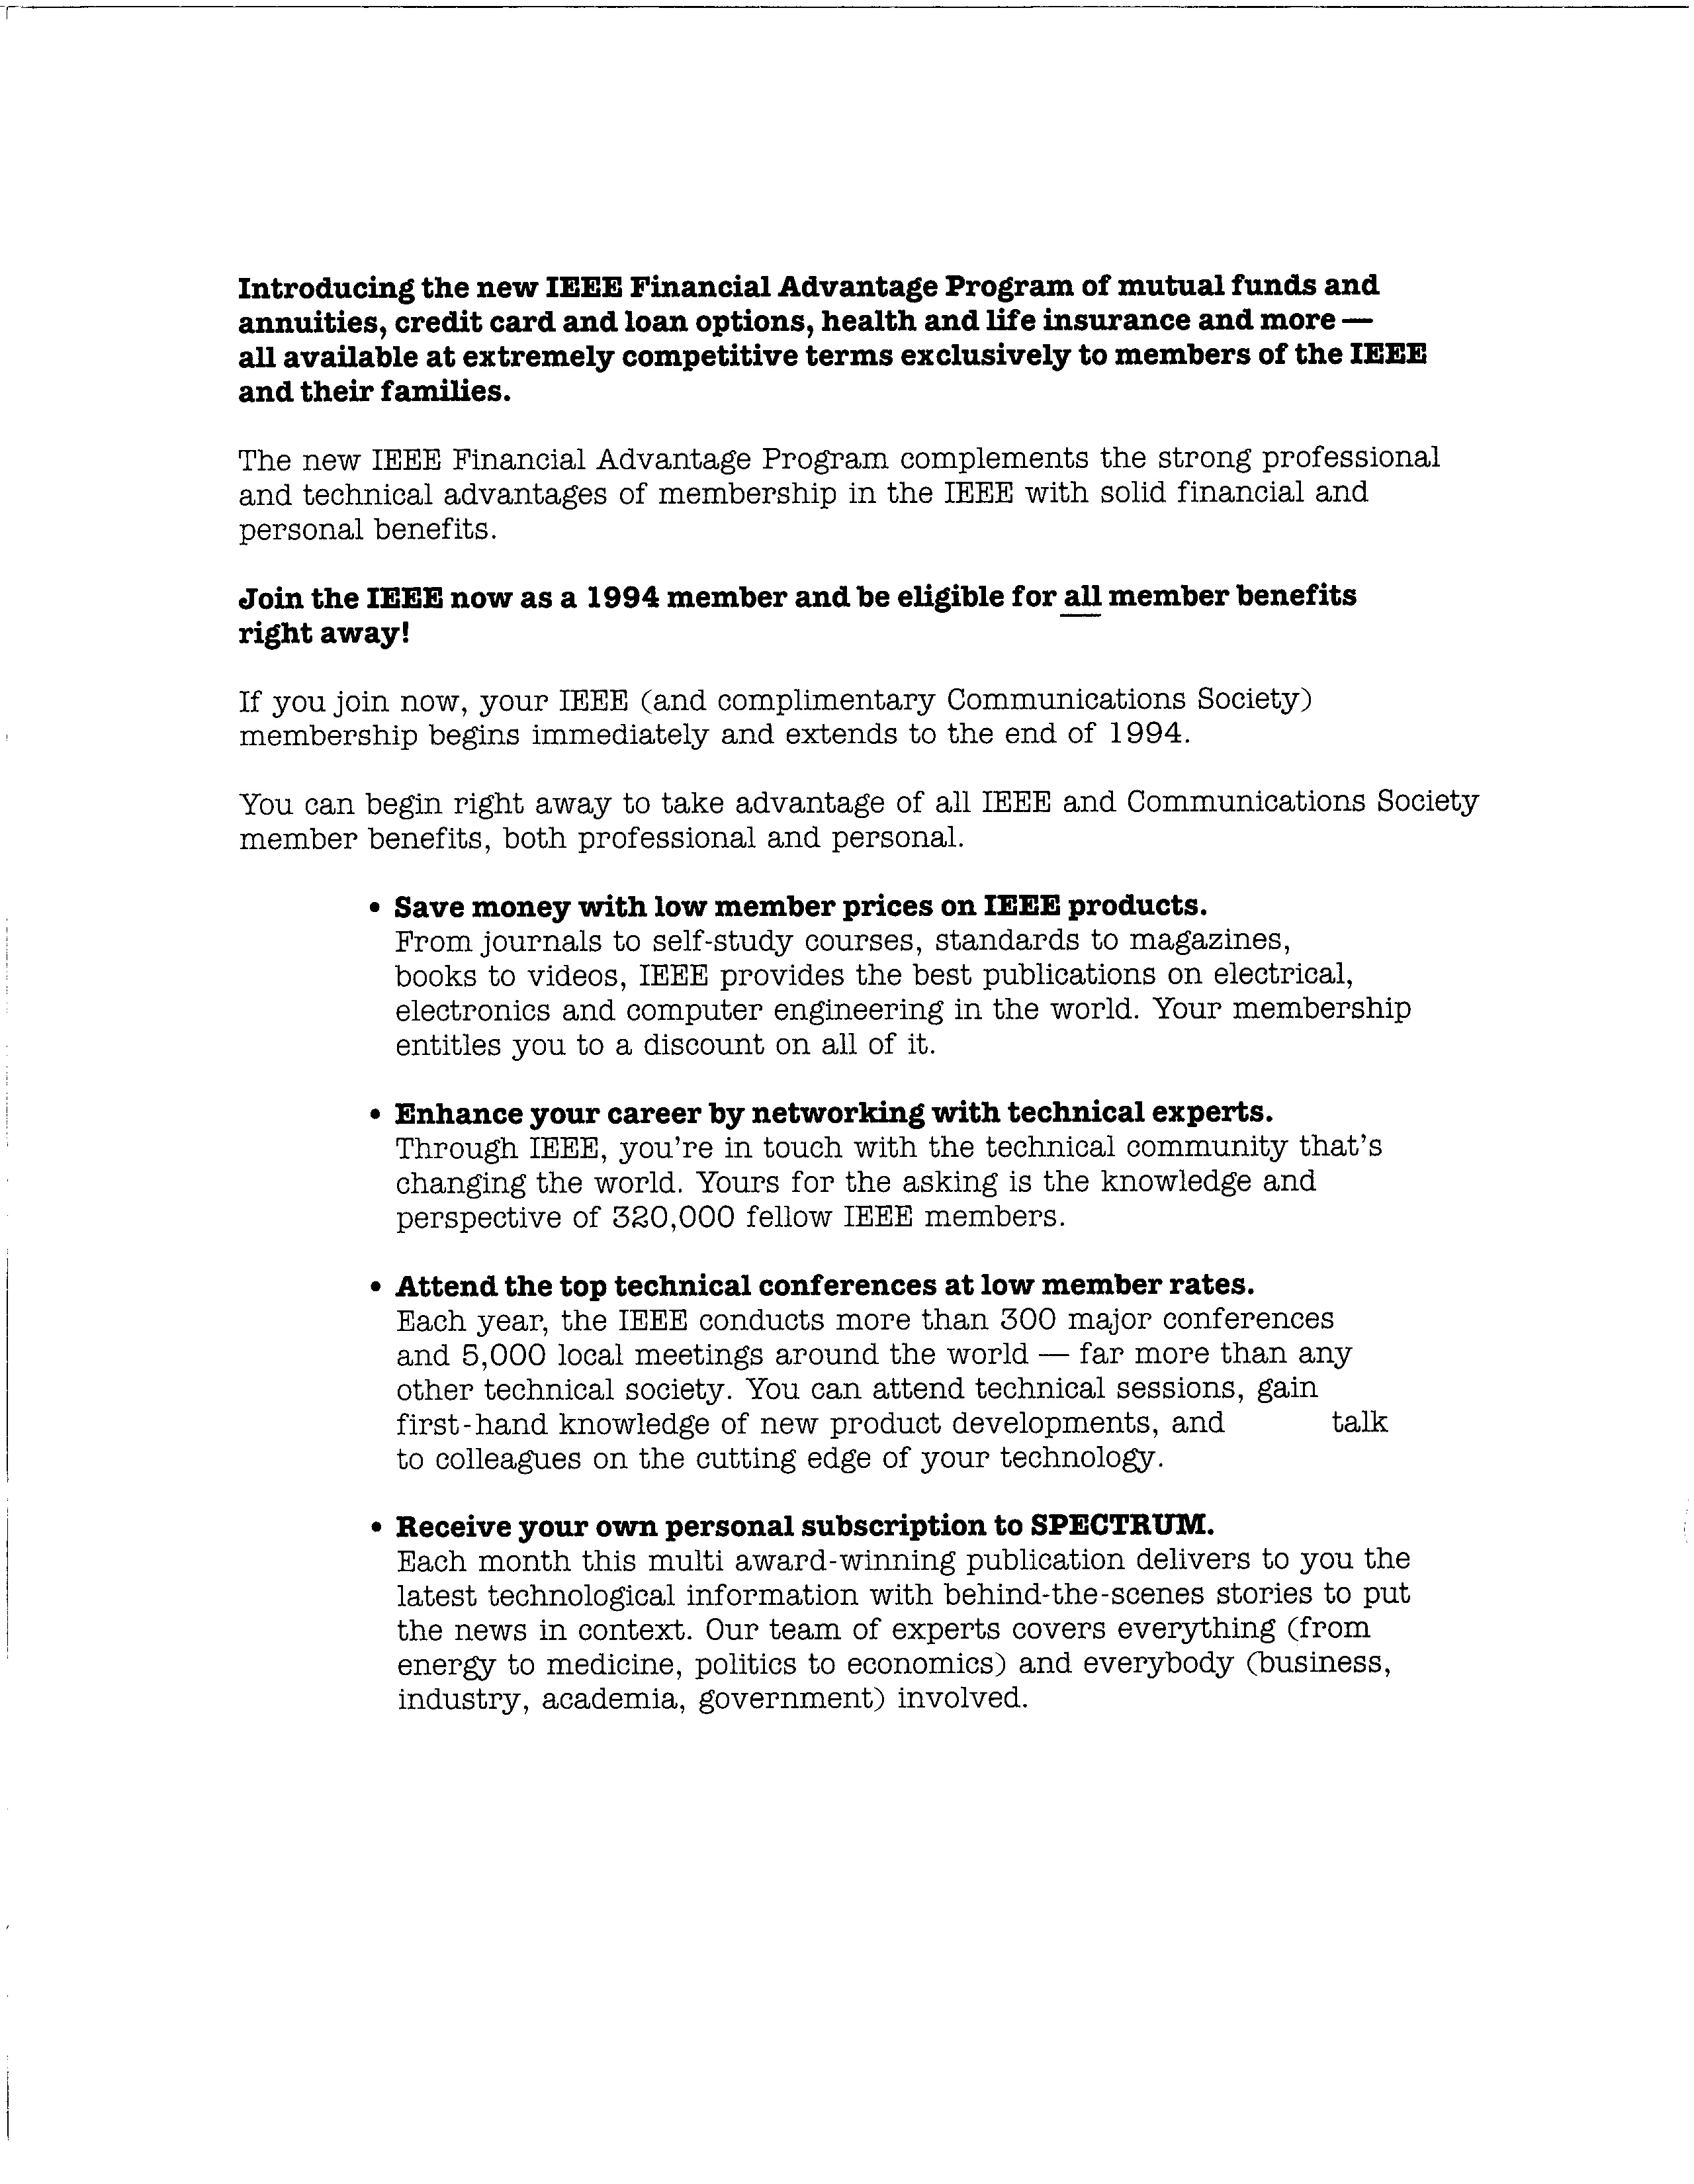 Introducing the new IEEE Financial Advantage Program of mutual funds and
annuities, credit card and loan options, health and life insurance and more —
all available at extremely competitive terms exclusively to members of the IEEE
and their families.
The new IEEE Financial Advantage Program complements the strong professional
and technical advantages of membership in the IEEE with solid financial and
personal benefits.
Join the IEEE now as a 1994 member and be eligible for all member benefits
right away!
If you join now, your IEEE (and complimentary Communications Society)
membership begins immediately and extends to the end of 1994.
You can begin right away to take advantage of all IEEE and Communications Society
member benefits, both professional and personal.
• Save money with low member prices on IEEE products.
From journals to self-study courses, standards to magazines,
books to videos, IEEE provides the best publications on electrical,
electronics and computer engineering in the world. Your membership
entitles you to a discount on all of it.
• Enhance your career by networking with technical experts.
Through IEEE, you're in touch with the technical community that's
changing the world. Yours for the asking is the knowledge and
perspective of 320,000 fellow IEEE members.
• Attend the top technical conferences at low member rates.
Each year, the IEEE conducts more than 300 major conferences
and 5,000 local meetings around the world — far more than any
other technical society. You can attend technical sessions, gain
first-hand knowledge of new product developments, and talk
to colleagues on the cutting edge of your technology.
• Receive your own personal subscription to SPECTRUM.
Each month this multi award-winning publication delivers to you the
latest technological information with behind-the-scenes stories to put
the news in context. Our team of experts covers everything (from
energy to medicine, politics to economics) and everybody (business,
industry, academia, government) involved.